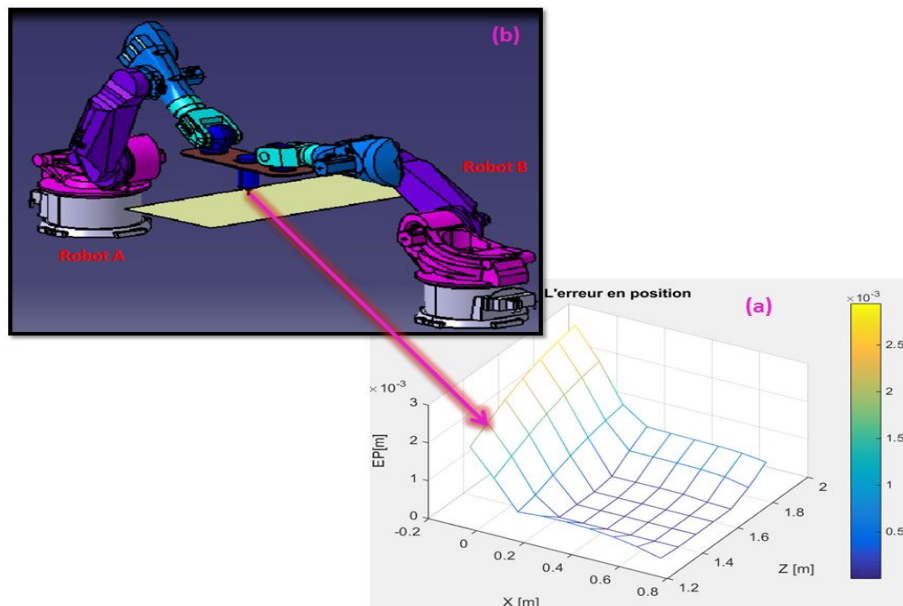 (b)
Robot B
Robot A
L'erreur en position
(a)
× 10⁻³
× 10⁻³
3
2
1
0
EP[m]
-0.2
0
0.2
0.4
0.6
0.8
X [m]
1.2
1.4
1.6
1.8
2
Z [m]
2.5
2
1.5
1
0.5